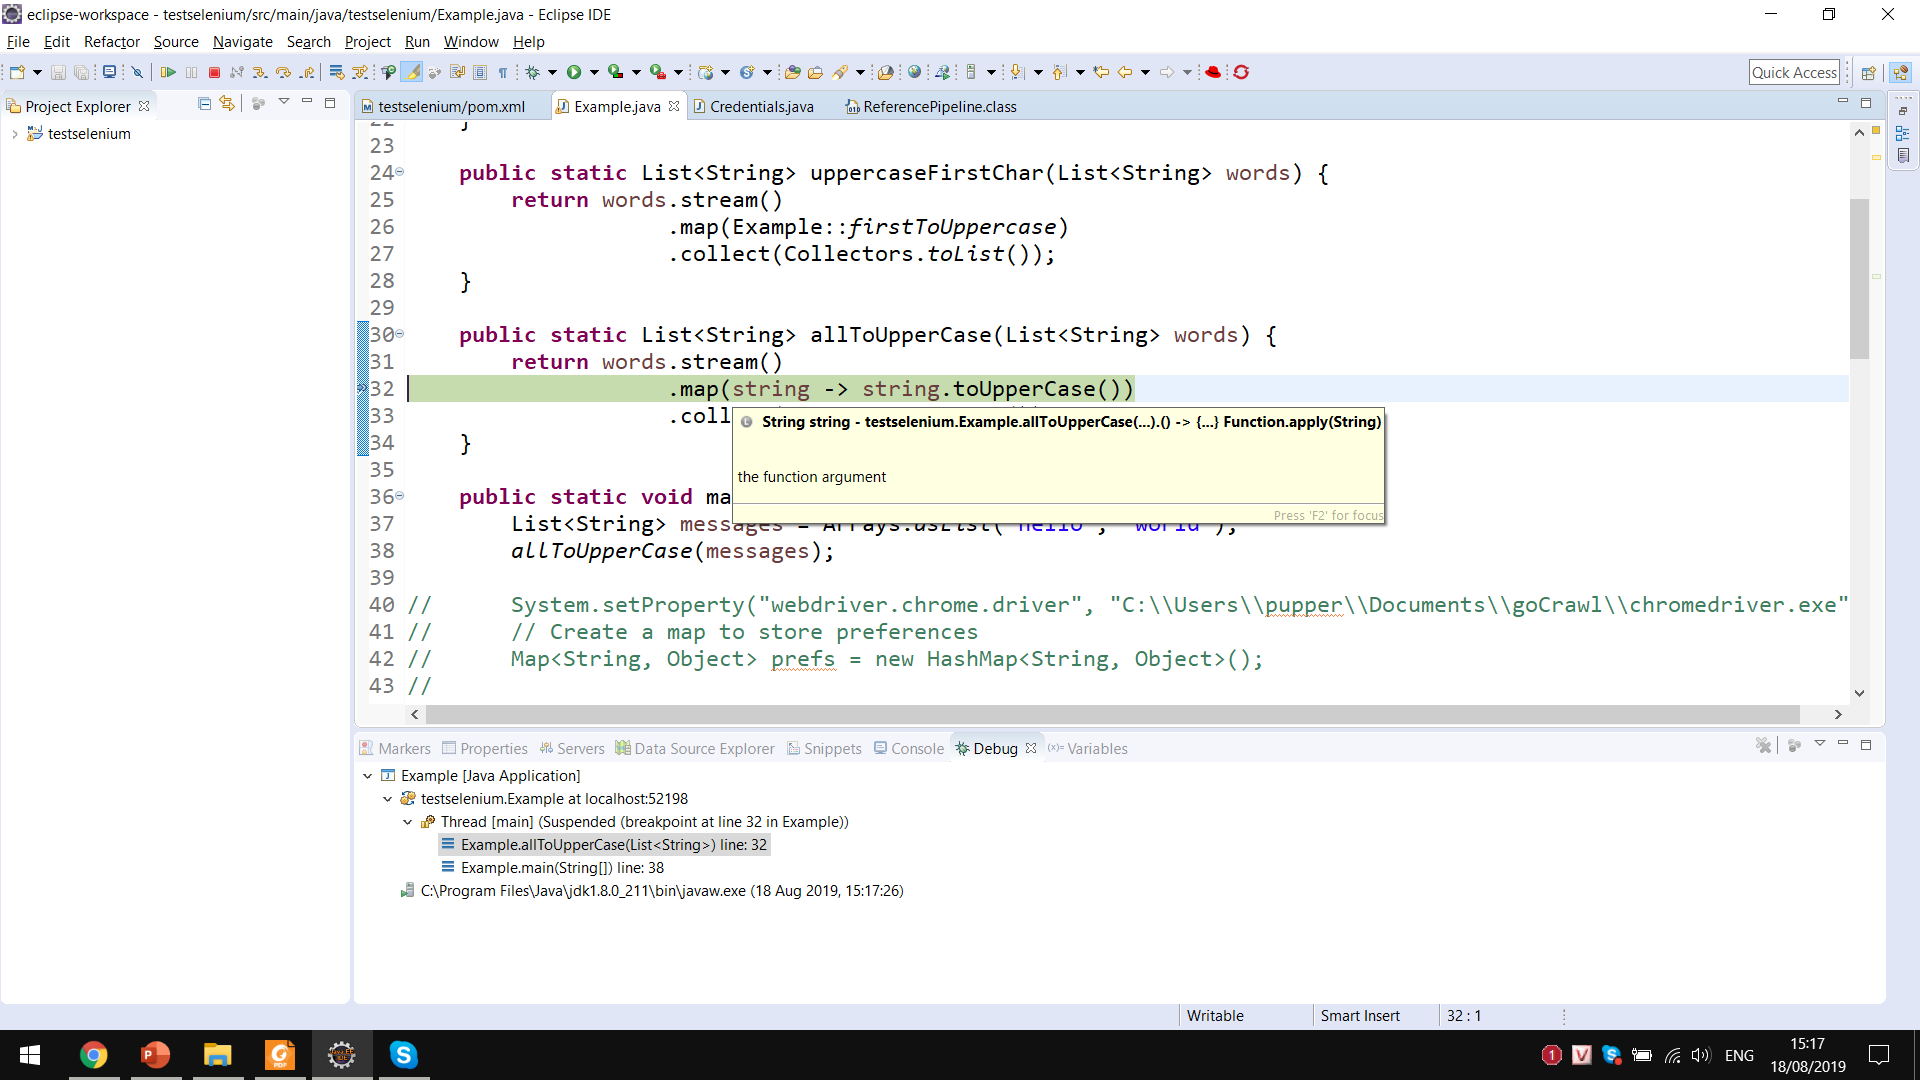 eclipse-workspace - testselenium/src/main/java/testselenium/Example.java - Eclipse IDE
File Edit Refactor Source Navigate Search Project Run Window Help
Quick Access
Project Explorer
testselenium
testselenium/pom.xml Example.java Credentials.java ReferencePipeline.class
22 }
23
24 public static List<String> uppercaseFirstChar(List<String> words) {
25 return words.stream()
26 .map(Example::firstToUppercase)
27 .collect(Collectors.toList());
28 }
29
30 public static List<String> allToUpperCase(List<String> words) {
31 return words.stream()
32 .map(string -> string.toUpperCase())
33 .coll
String string - testselenium.Example.allToUpperCase(...).() -> {...} Function.apply(String)
the function argument
Press 'F2' for focus
34 }
35
36 public static void ma
37 List<String> messages = Arrays.asList("hello", "world");
38 allToUpperCase(messages);
39
40 // System.setProperty("webdriver.chrome.driver", "C:\\Users\\pupper\\Documents\\goCrawl\\chromedriver.exe"
41 // // Create a map to store preferences
42 // Map<String, Object> prefs = new HashMap<String, Object>();
43 //
Markers Properties Servers Data Source Explorer Snippets Console Debug Variables
Example [Java Application]
testselenium.Example at localhost:52198
Thread [main] (Suspended (breakpoint at line 32 in Example))
Example.allToUpperCase(List<String>) line: 32
Example.main(String[]) line: 38
C:\Program Files\Java\jdk1.8.0_211\bin\javaw.exe (18 Aug 2019, 15:17:26)
Writable Smart Insert 32 : 1
ENG 15:17
18/08/2019